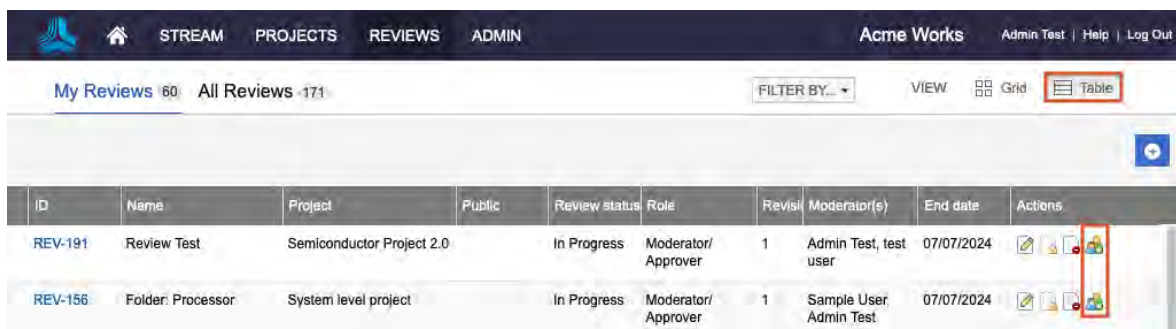 STREAM PROJECTS REVIEWS ADMIN Acme Works Admin Test | Help | Log Out
My Reviews 60 All Reviews 171 FILTER BY... VIEW Grid Table
ID Name Project Public Review status Role Revisi Moderator(s) End date Actions
REV-191 Review Test Semiconductor Project 2.0 In Progress Moderator/ 1 Admin Test, test 07/07/2024
Approver user
REV-156 Folder: Processor System level project In Progress Moderator/ 1 Sample User, 07/07/2024
Approver Admin Test